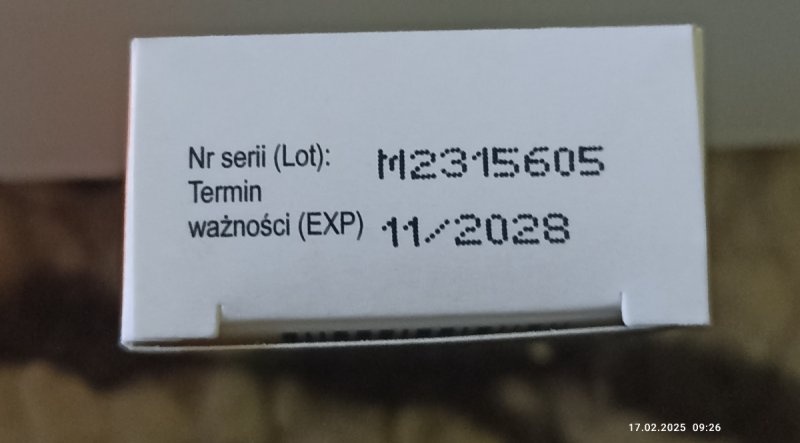 Nr serii (Lot): M2315605
Termin
ważności (EXP) 11/2028
17.02.2025 09:26